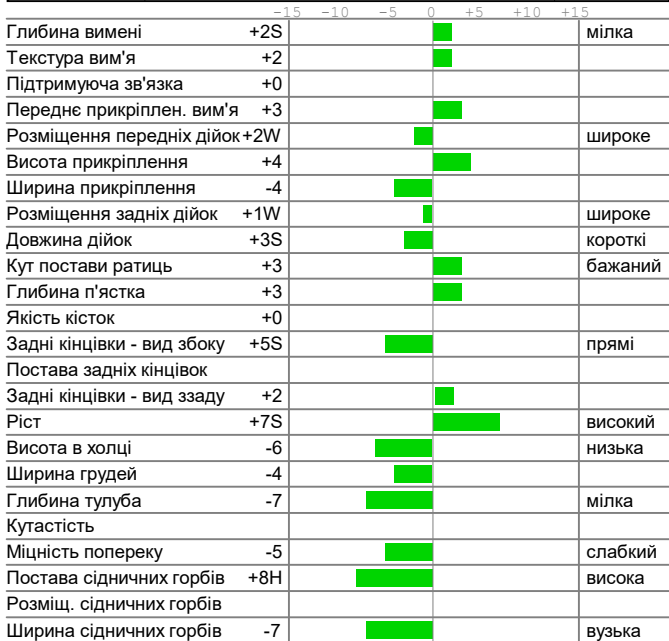 -15 -10 -5 0 +5 +10 +15
Глибина вимені +2S мілка
Текстура вим'я +2
Підтримуюча зв'язка +0
Переднє прикріплен. вим'я +3
Розміщення передніх дійок +2W широке
Висота прикріплення +4
Ширина прикріплення -4
Розміщення задніх дійок +1W широке
Довжина дійок +3S короткі
Кут постави ратиць +3 бажаний
Глибина п'ястка +3
Якість кісток +0
Задні кінцівки - вид збоку +5S прямі
Постава задніх кінцівок
Задні кінцівки - вид ззаду +2
Ріст +7S високий
Висота в холці -6 низька
Ширина грудей -4
Глибина тулуба -7 мілка
Кутастість
Міцність попереку -5 слабкий
Постава сідничних горбів +8H висока
Розміщ. сідничних горбів
Ширина сідничних горбів -7 вузька